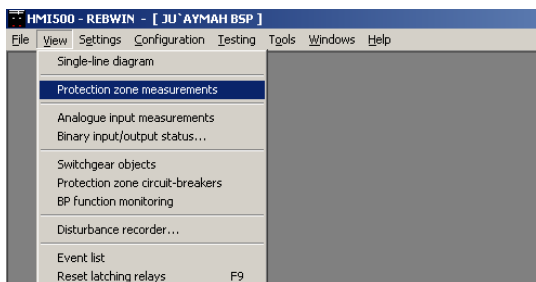 HMI500 - REBWIN - [ JU`AYMAH BSP ]
File View Settings Configuration Testing Tools Windows Help
Single-line diagram
Protection zone measurements
Analogue input measurements
Binary input/output status...
Switchgear objects
Protection zone circuit-breakers
BP function monitoring
Disturbance recorder...
Event list
Reset latching relays F9